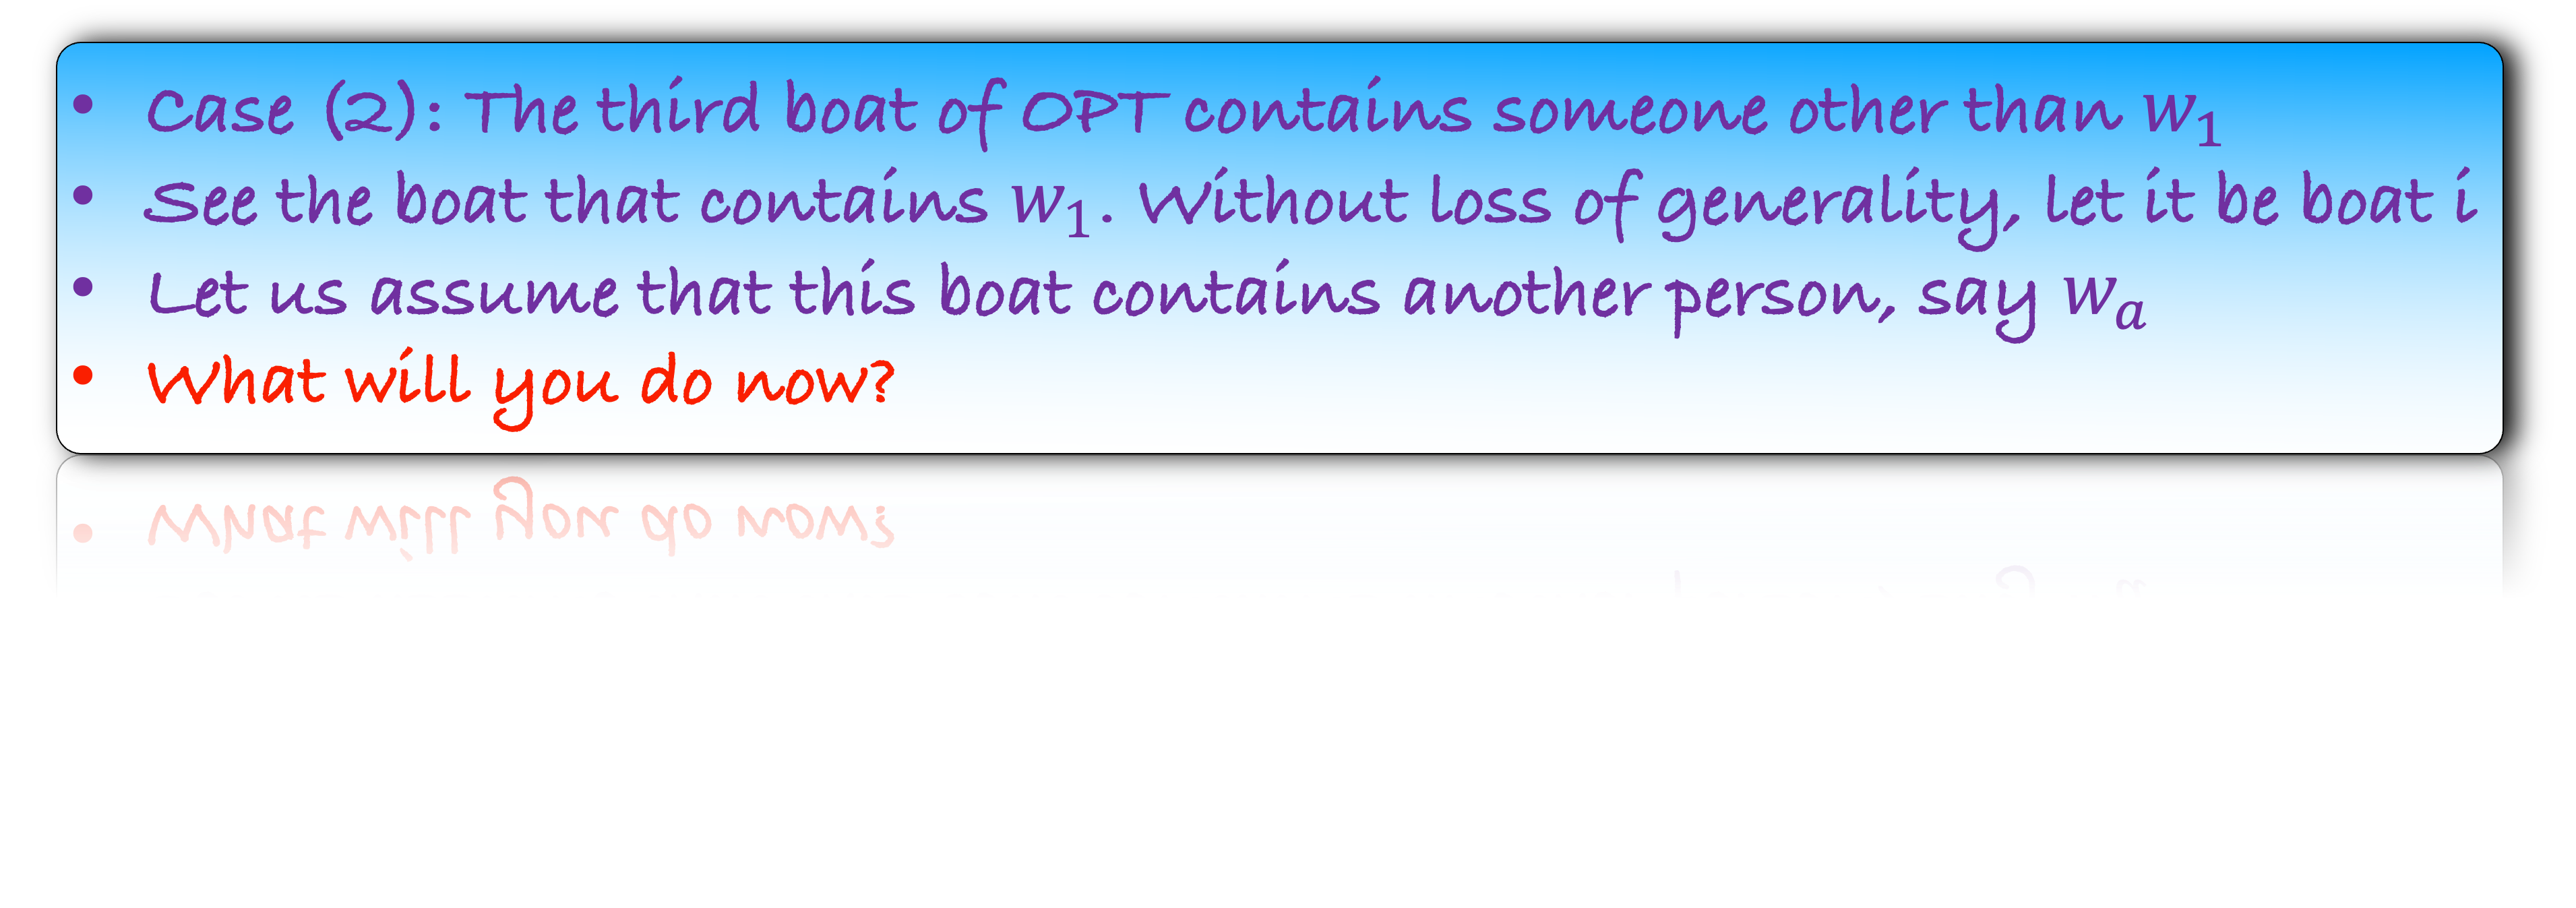 • Case (2): The third boat of OPT contains someone other than w₁
• See the boat that contains w₁. Without loss of generality, let it be boat i
• Let us assume that this boat contains another person, say wₐ
• What will you do now?